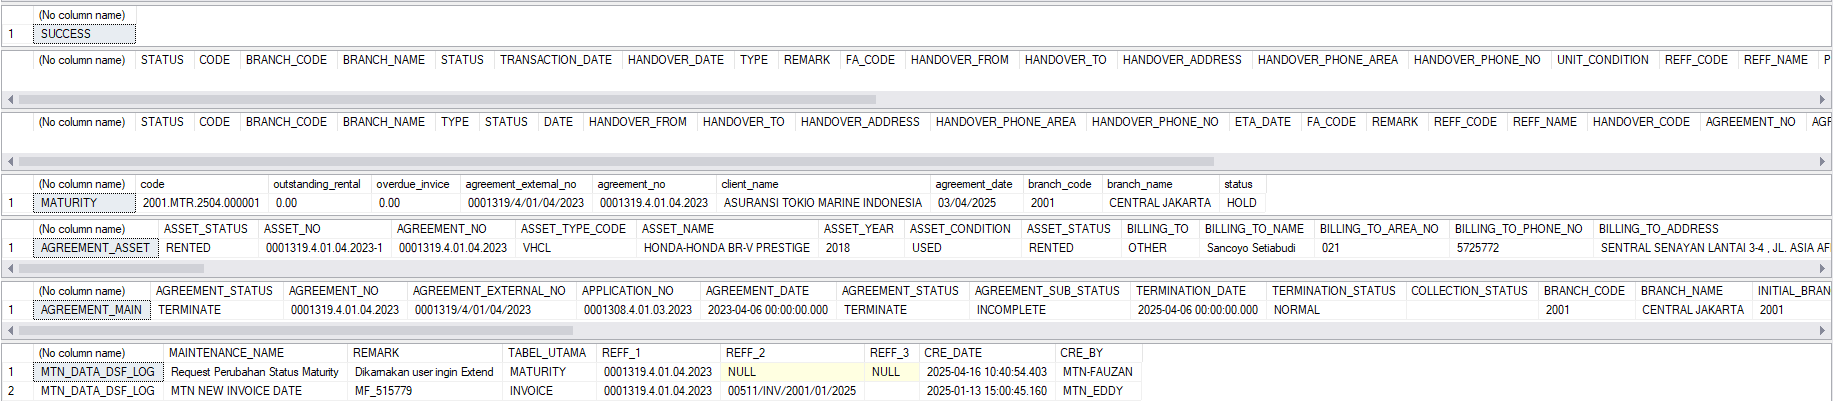 (No column name)
1 SUCCESS
(No column name) STATUS CODE BRANCH_CODE BRANCH_NAME STATUS TRANSACTION_DATE HANDOVER_DATE TYPE REMARK FA_CODE HANDOVER_FROM HANDOVER_TO HANDOVER_ADDRESS HANDOVER_PHONE_AREA HANDOVER_PHONE_NO UNIT_CONDITION REFF_CODE REFF_NAME P
(No column name) STATUS CODE BRANCH_CODE BRANCH_NAME TYPE STATUS DATE HANDOVER_FROM HANDOVER_TO HANDOVER_ADDRESS HANDOVER_PHONE_AREA HANDOVER_PHONE_NO ETA_DATE FA_CODE REMARK REFF_CODE REFF_NAME HANDOVER_CODE AGREEMENT_NO AGR
(No column name) code outstanding_rental overdue_invice agreement_external_no agreement_no client_name agreement_date branch_code branch_name status
1 MATURITY 2001.MTR.2504.000001 0.00 0.00 0001319/4/01/04/2023 0001319.4.01.04.2023 ASURANSI TOKIO MARINE INDONESIA 03/04/2025 2001 CENTRAL JAKARTA HOLD
(No column name) ASSET_STATUS ASSET_NO AGREEMENT_NO ASSET_TYPE_CODE ASSET_NAME ASSET_YEAR ASSET_CONDITION ASSET_STATUS BILLING_TO BILLING_TO_NAME BILLING_TO_AREA_NO BILLING_TO_PHONE_NO BILLING_TO_ADDRESS
1 AGREEMENT_ASSET RENTED 0001319.4.01.04.2023-1 0001319.4.01.04.2023 VHCL HONDA-HONDA BR-V PRESTIGE 2018 USED RENTED OTHER Sancoyo Setiabudi 021 5725772 SENTRAL SENAYAN LANTAI 3-4 , JL. ASIA AF
(No column name) AGREEMENT_STATUS AGREEMENT_NO AGREEMENT_EXTERNAL_NO APPLICATION_NO AGREEMENT_DATE AGREEMENT_STATUS AGREEMENT_SUB_STATUS TERMINATION_DATE TERMINATION_STATUS COLLECTION_STATUS BRANCH_CODE BRANCH_NAME INITIAL_BRAN
1 AGREEMENT_MAIN TERMINATE 0001319.4.01.04.2023 0001319/4/01/04/2023 0001308.4.01.03.2023 2023-04-06 00:00:00.000 TERMINATE INCOMPLETE 2025-04-06 00:00:00.000 NORMAL 2001 CENTRAL JAKARTA 2001
(No column name) MAINTENANCE_NAME REMARK TABEL_UTAMA REFF_1 REFF_2 REFF_3 CRE_DATE CRE_BY
1 MTN_DATA_DSF_LOG Request Perubahan Status Maturity Dikamakan user ingin Extend MATURITY 0001319.4.01.04.2023 NULL NULL 2025-04-16 10:40:54.403 MTN-FAUZAN
2 MTN_DATA_DSF_LOG MTN NEW INVOICE DATE MF_515779 INVOICE 0001319.4.01.04.2023 00511/INV/2001/01/2025 2025-01-13 15:00:45.160 MTN_EDDY